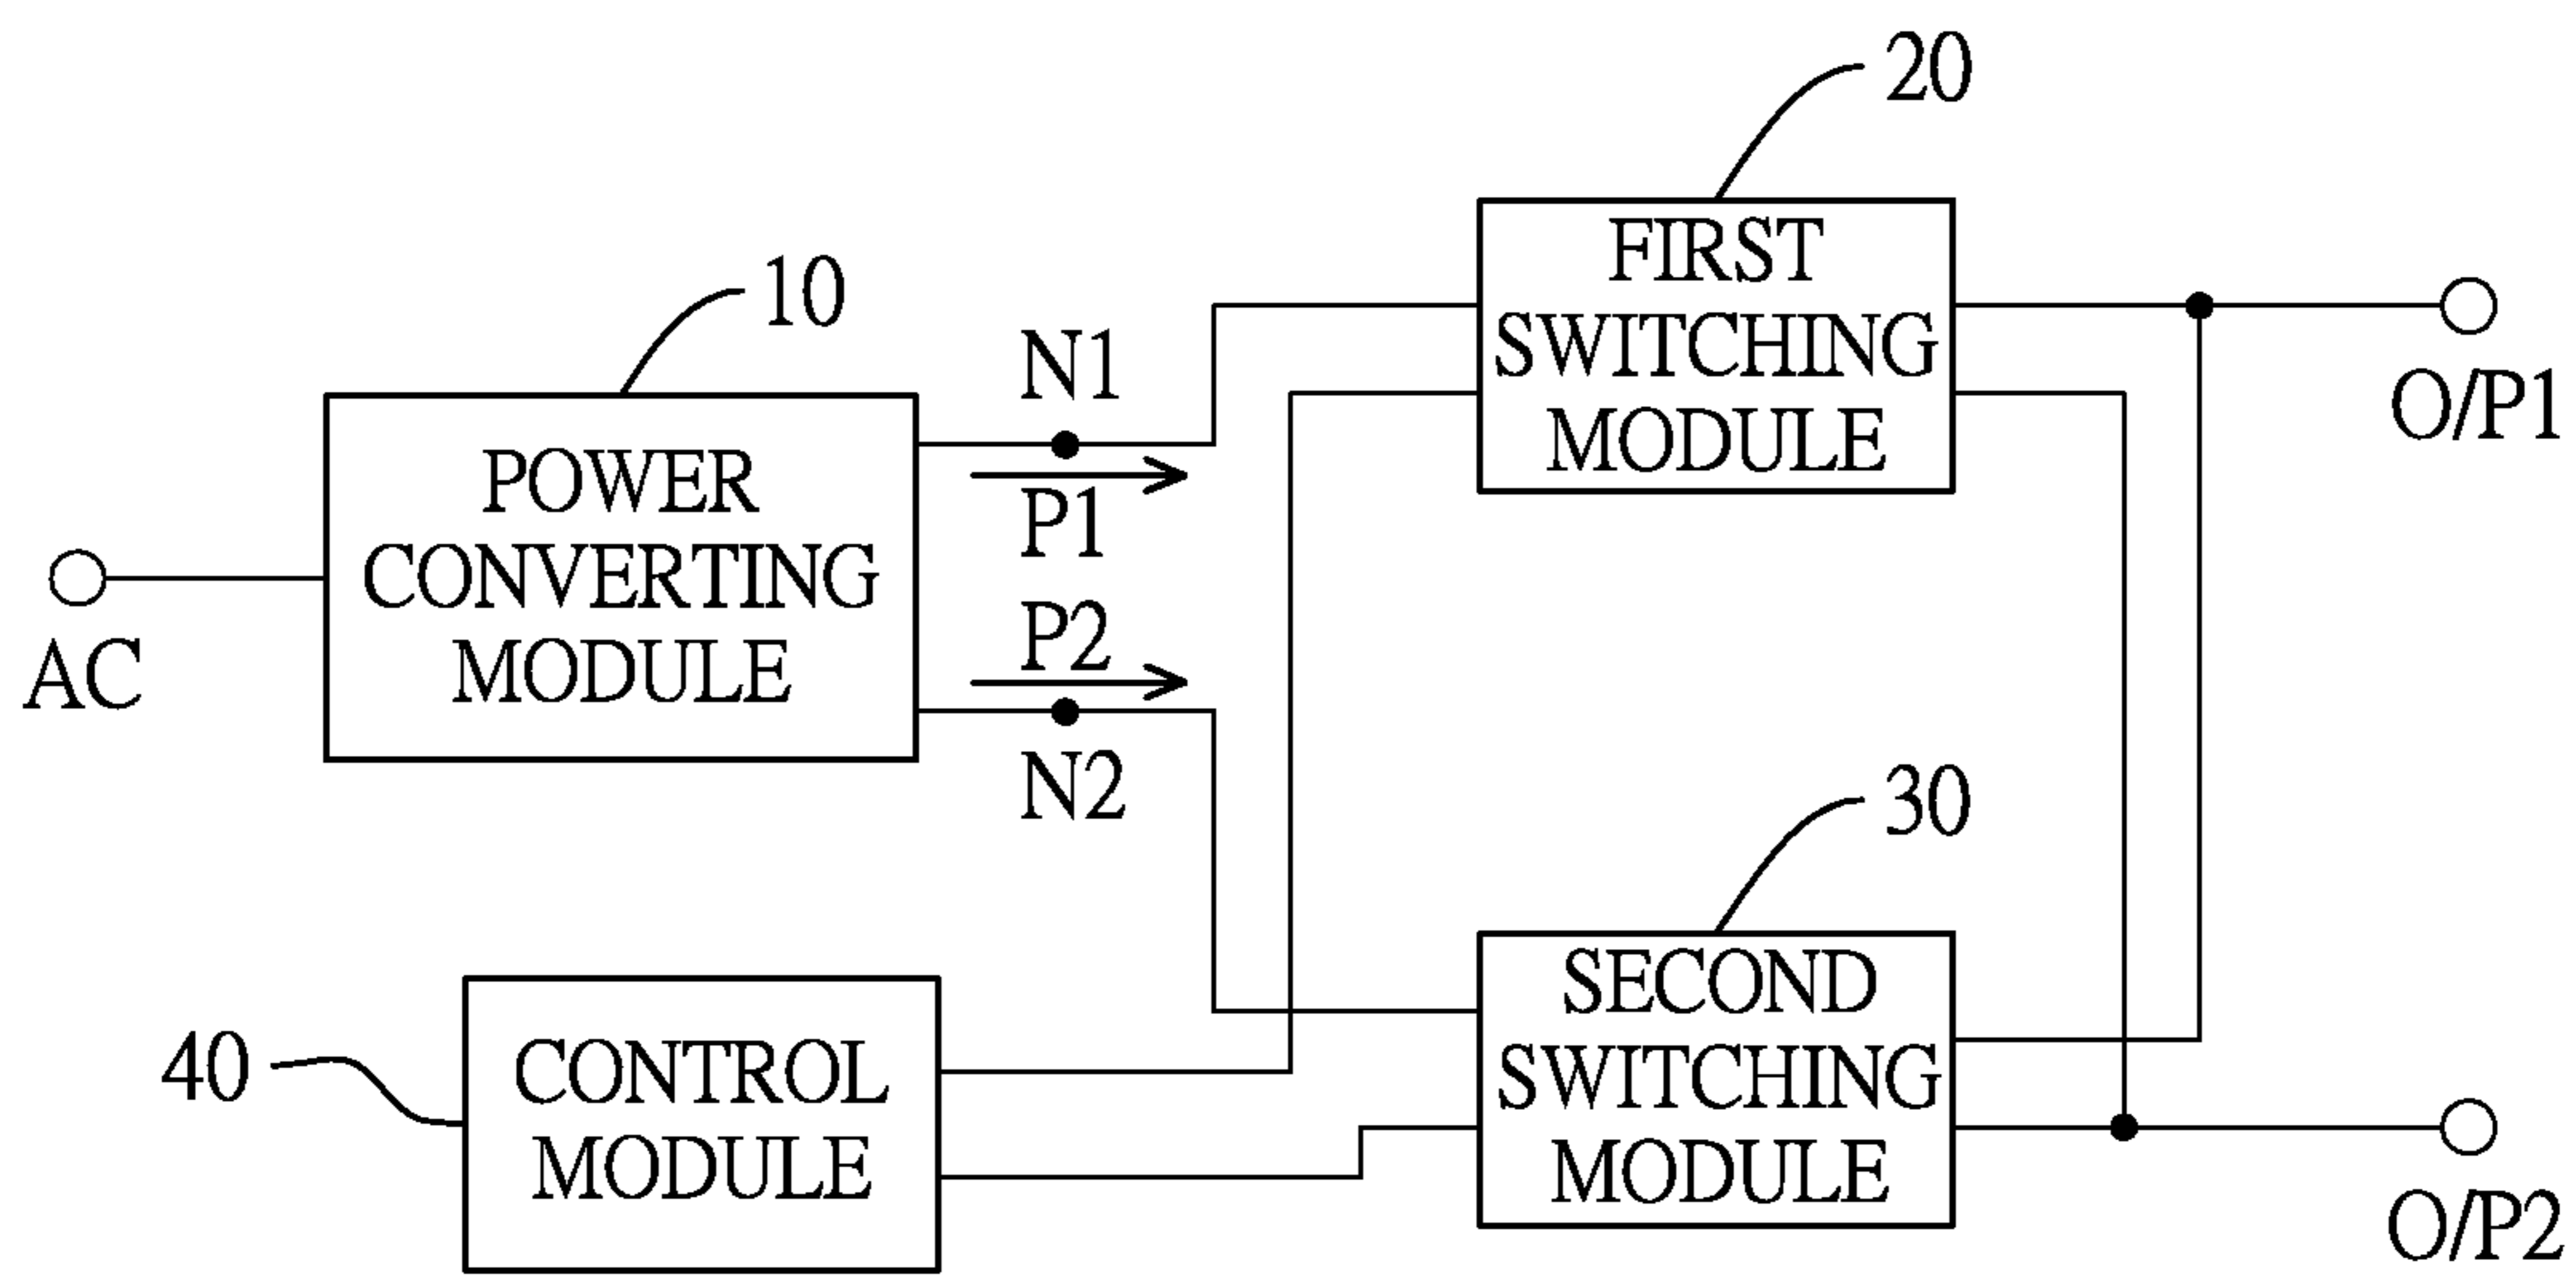 20
FIRST
SWITCHING
MODULE
10
N1
P1
POWER
CONVERTING
MODULE
P2
N2
AC
O/P1
30
SECOND
SWITCHING
MODULE
40
CONTROL
MODULE
O/P2